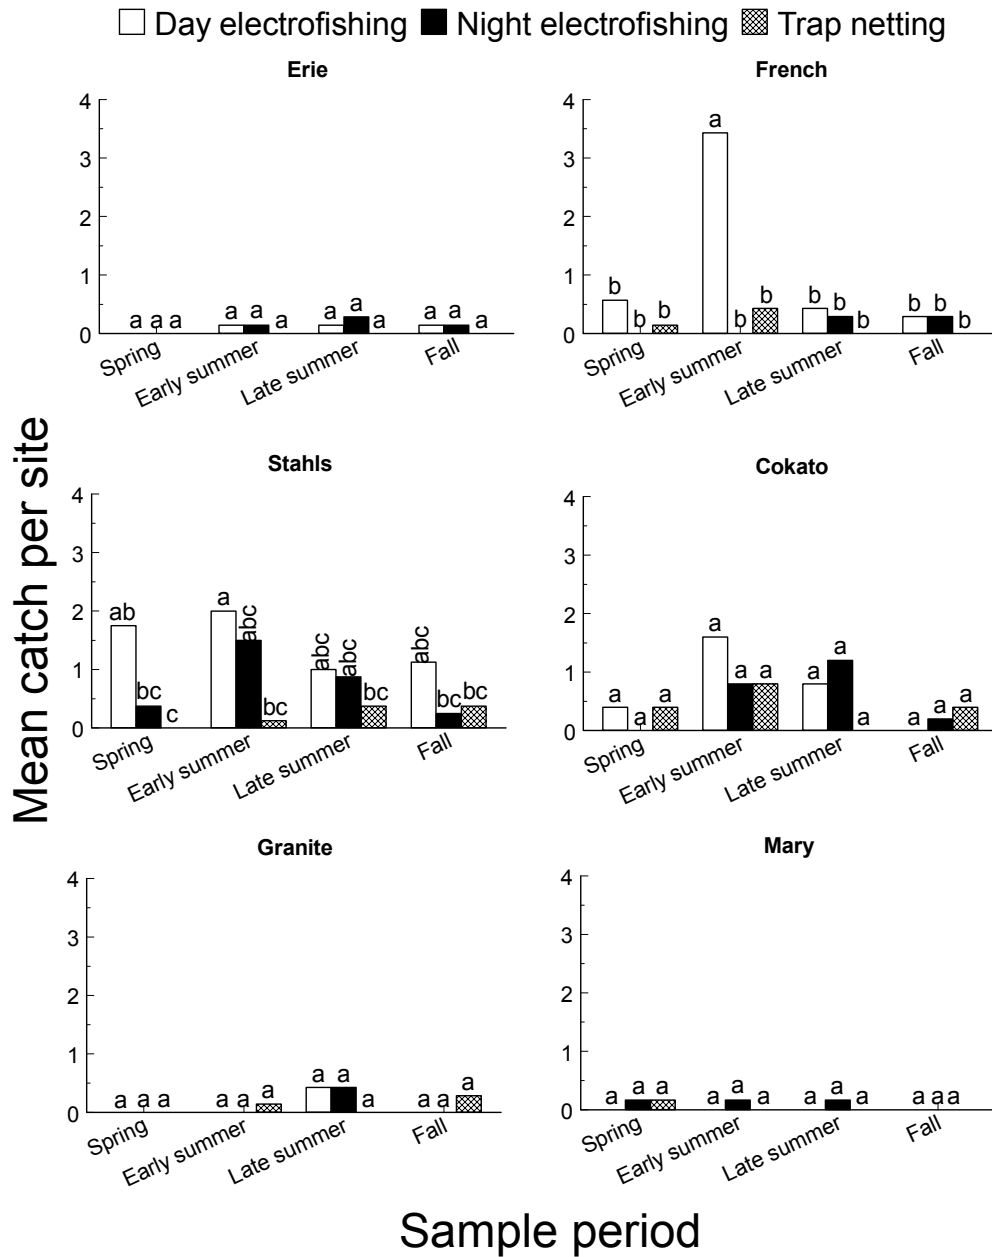 Day electrofishing Night electrofishing Trap netting
Erie
4
3
2
1
0
a a a a a a a a a a a a
Spring Early summer Late summer Fall
French
4
3
2
1
0
b b b a b b b b b b b b
Spring Early summer Late summer Fall
Mean catch per site
Stahls
4
3
2
1
0
ab bc c a abc bc abc abc bc abc bc bc
Spring Early summer Late summer Fall
Cokato
4
3
2
1
0
a a a a a a a a a a a a
Spring Early summer Late summer Fall
Granite
4
3
2
1
0
a a a a a a a a a a a a
Spring Early summer Late summer Fall
Mary
4
3
2
1
0
a a a a a a a a a a a a
Spring Early summer Late summer Fall
Sample period